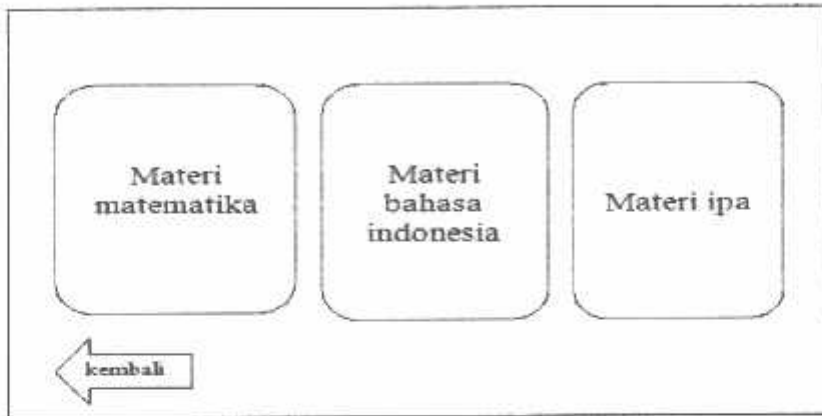 Materi
matematika
Materi
bahasa
indonesia
Materi ipa
kembali